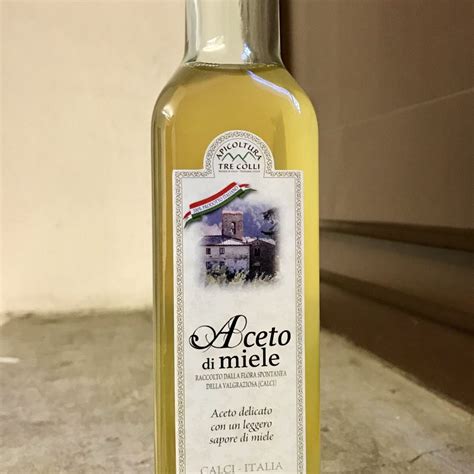 APICOLTURA
TRE COLLI
Aceto
di miele
RACCOLTO DALLA FLORA SPONTANEA
DELLA VALGRAZIOSA (CALCI)
Aceto delicato
con un leggero
sapore di miele
CALCI - ITALIA